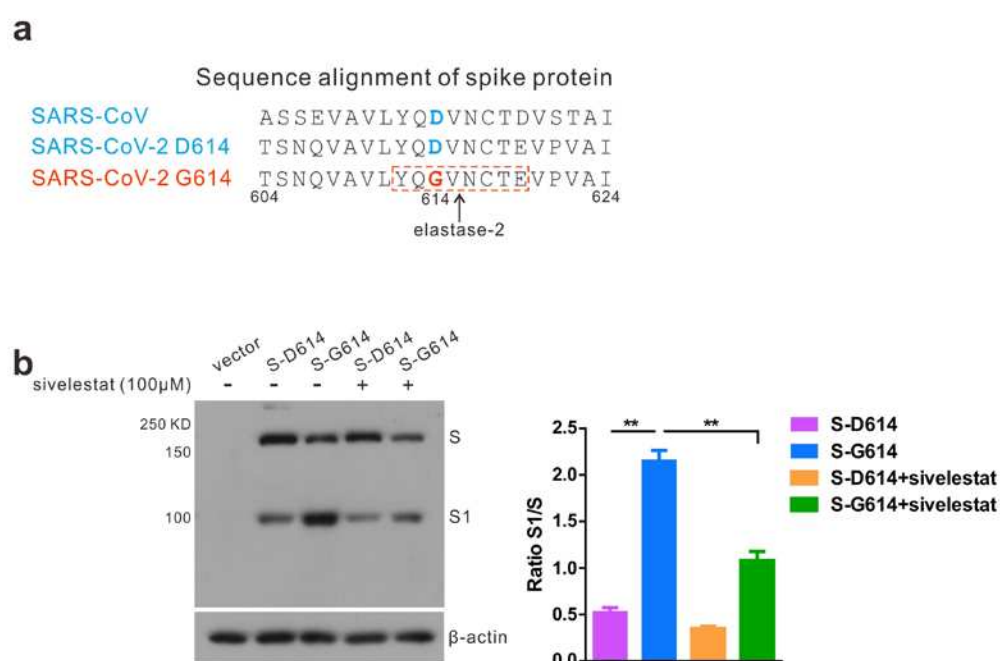 a
Sequence alignment of spike protein
SARS-CoV ASSEVAVLYQDVNCTDVSTAI
SARS-CoV-2 D614 TSNQVAVLYQDVNCTEVPVAI
SARS-CoV-2 G614 TSNQVAVLYQGVNCTEVPVAI
604 614 624
elastase-2
b
vector S-D614 S-G614 S-D614 S-G614
sivelestat (100μM) - - - + +
250 KD
150
100
S
S1
β-actin
Ratio S1/S
2.5
2.0
1.5
1.0
0.5
0.0
** **
S-D614
S-G614
S-D614+sivelestat
S-G614+sivelestat